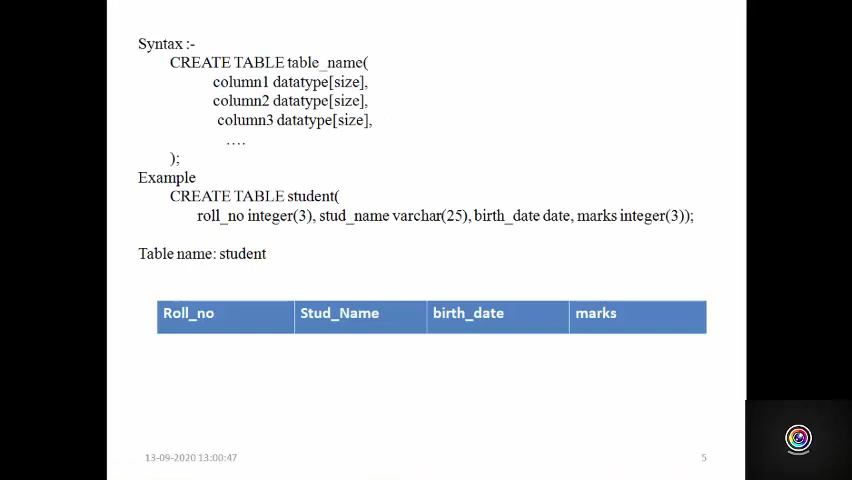 Syntax :-
CREATE TABLE table_name(
column1 datatype[size],
column2 datatype[size],
column3 datatype[size],
....
);
Example
CREATE TABLE student(
roll_no integer(3), stud_name varchar(25), birth_date date, marks integer(3));
Table name: student
Roll_no Stud_Name birth_date marks
13-09-2020 13:00:47 5